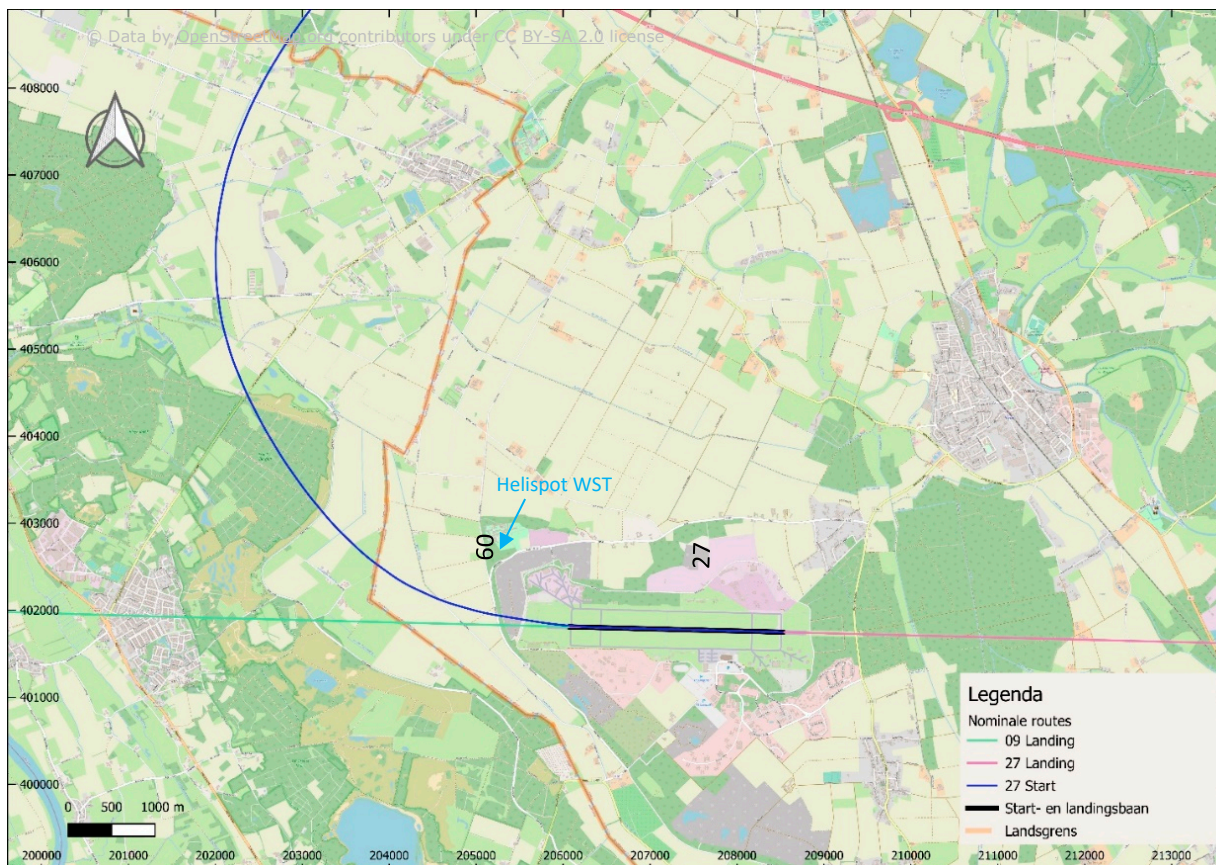 © Data by OpenStreetMap.org contributors under CC BY-SA 2.0 license
408000
407000
406000
405000
404000
403000
402000
401000
400000
Helispot WST
09
27
Legenda
Nominale routes
09 Landing
27 Landing
27 Start
Start- en landingsbaan
Landsgrens
0 500 1000 m
200000 201000 202000 203000 204000 205000 206000 207000 208000 209000 210000 211000 212000 213000